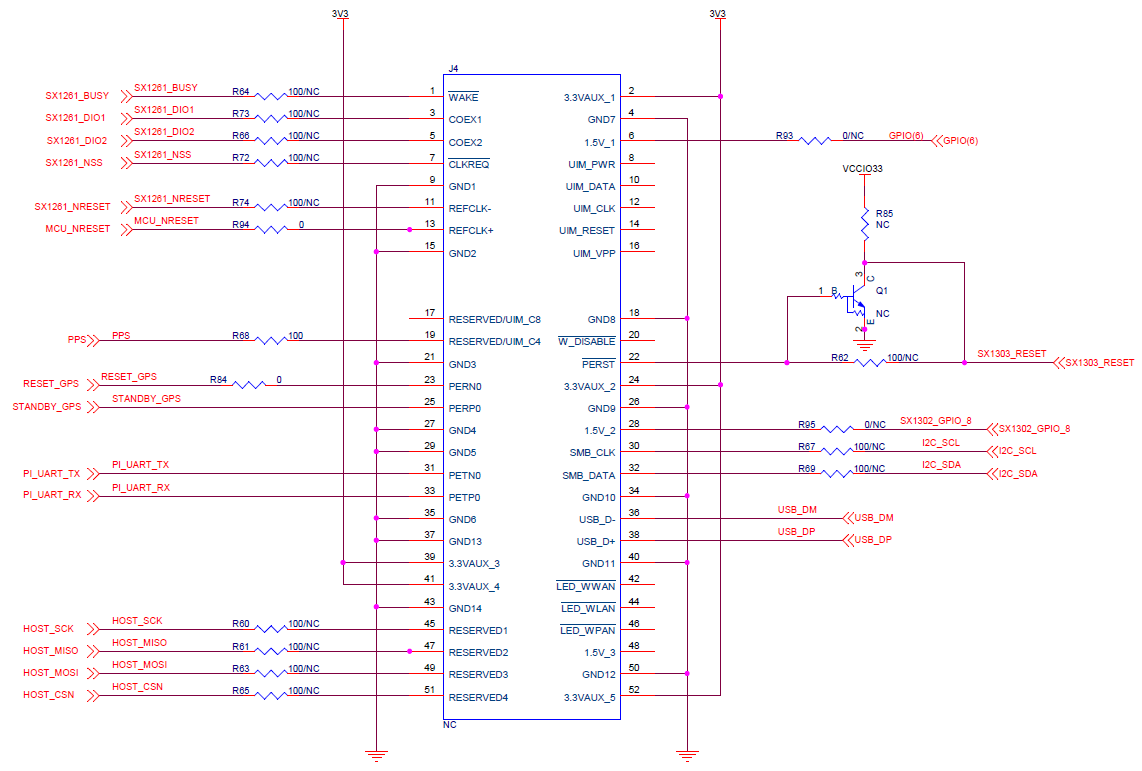 3V3 3V3
J4
SX1261_BUSY SX1261_BUSY R64 100/NC 1 WAKE 3.3VAUX_1 2
SX1261_DIO1 SX1261_DIO1 R73 100/NC 3 COEX1 GND7 4
SX1261_DIO2 SX1261_DIO2 R66 100/NC 5 COEX2 1.5V_1 6 R93 0/NC GPIO(6) GPIO(6)
SX1261_NSS SX1261_NSS R72 100/NC 7 CLKREQ UIM_PWR 8
VCCIO33
9 GND1 UIM_DATA 10
SX1261_NRESET SX1261_NRESET R74 100/NC 11 REFCLK- UIM_CLK 12
R85
NC
MCU_NRESET MCU_NRESET R94 0 13 REFCLK+ UIM_RESET 14
15 GND2 UIM_VPP 16
3 C
1 B Q1
NC
2 E
17 RESERVED/UIM_C8 GND8 18
PPS PPS R68 100 19 RESERVED/UIM_C4 W_DISABLE 20
21 GND3 PERST 22 R62 100/NC SX1303_RESET SX1303_RESET
RESET_GPS RESET_GPS R84 0 23 PERN0 3.3VAUX_2 24
STANDBY_GPS STANDBY_GPS 25 PERP0 GND9 26
27 GND4 1.5V_2 28 R95 0/NC SX1302_GPIO_8 SX1302_GPIO_8
29 GND5 SMB_CLK 30 R67 100/NC I2C_SCL I2C_SCL
PI_UART_TX PI_UART_TX 31 PETN0 SMB_DATA 32 R69 100/NC I2C_SDA I2C_SDA
PI_UART_RX PI_UART_RX 33 PETP0 GND10 34
35 GND6 USB_D- 36 USB_DM USB_DM
37 GND13 USB_D+ 38 USB_DP USB_DP
39 3.3VAUX_3 GND11 40
41 3.3VAUX_4 LED_WWAN 42
43 GND14 LED_WLAN 44
HOST_SCK HOST_SCK R60 100/NC 45 RESERVED1 LED_WPAN 46
HOST_MISO HOST_MISO R61 100/NC 47 RESERVED2 1.5V_3 48
HOST_MOSI HOST_MOSI R63 100/NC 49 RESERVED3 GND12 50
HOST_CSN HOST_CSN R65 100/NC 51 RESERVED4 3.3VAUX_5 52
NC